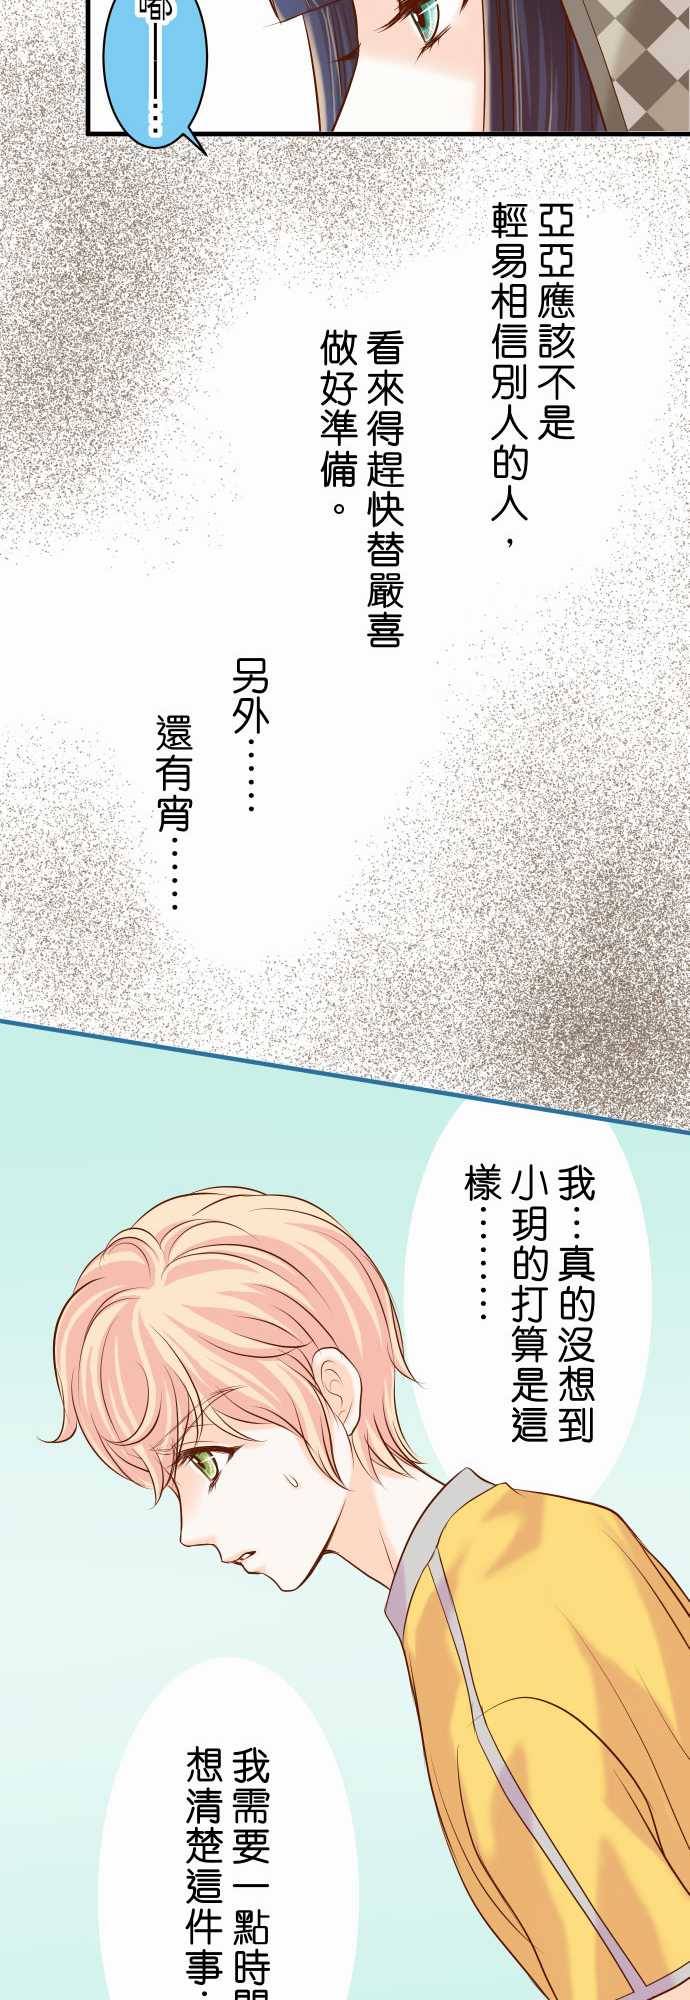 嘟——…
亞亞應該不是
輕易相信別人的人，
看來得趕快替嚴喜
做好準備。
另外……
還有宵……
我…真的沒想到
小玥的打算是這
樣………
我需要一點時間
想清楚這件事…